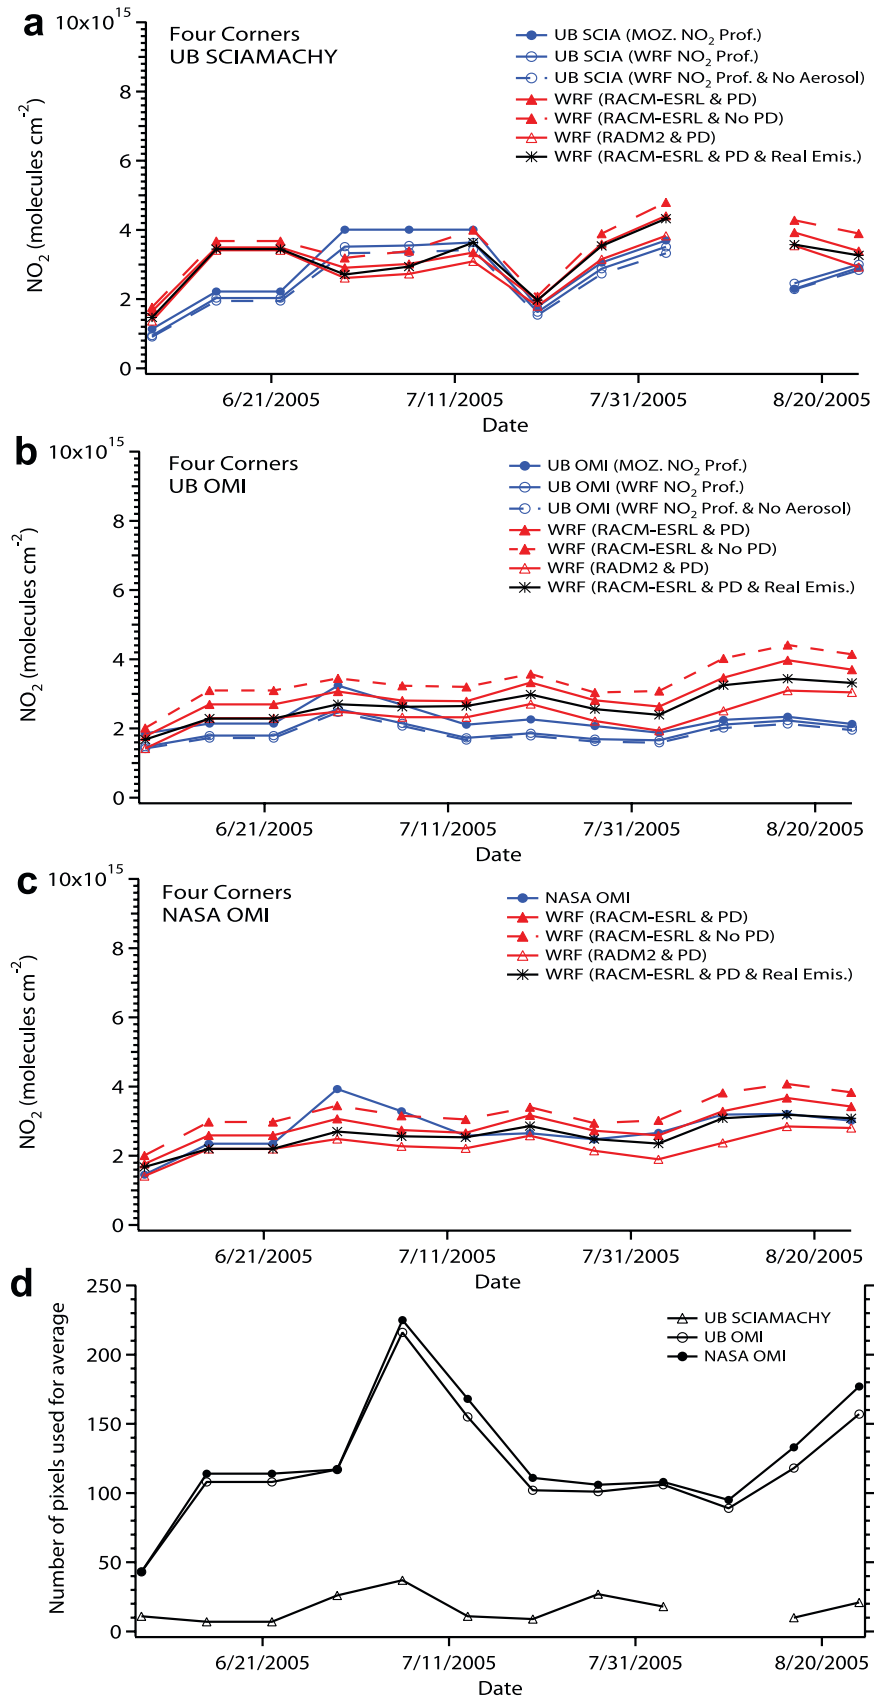 a
10x10¹⁵
Four Corners
UB SCIAMACHY
UB SCIA (MOZ. NO₂ Prof.)
UB SCIA (WRF NO₂ Prof.)
UB SCIA (WRF NO₂ Prof. & No Aerosol)
WRF (RACM-ESRL & PD)
WRF (RACM-ESRL & No PD)
WRF (RADM2 & PD)
WRF (RACM-ESRL & PD & Real Emis.)
NO₂ (molecules cm⁻²)
8
6
4
2
0
6/21/2005 7/11/2005 7/31/2005 8/20/2005
Date
b
10x10¹⁵
Four Corners
UB OMI
UB OMI (MOZ. NO₂ Prof.)
UB OMI (WRF NO₂ Prof.)
UB OMI (WRF NO₂ Prof. & No Aerosol)
WRF (RACM-ESRL & PD)
WRF (RACM-ESRL & No PD)
WRF (RADM2 & PD)
WRF (RACM-ESRL & PD & Real Emis.)
NO₂ (molecules cm⁻²)
8
6
4
2
0
6/21/2005 7/11/2005 7/31/2005 8/20/2005
Date
c
10x10¹⁵
Four Corners
NASA OMI
NASA OMI
WRF (RACM-ESRL & PD)
WRF (RACM-ESRL & No PD)
WRF (RADM2 & PD)
WRF (RACM-ESRL & PD & Real Emis.)
NO₂ (molecules cm⁻²)
8
6
4
2
0
6/21/2005 7/11/2005 7/31/2005 8/20/2005
Date
d
250
UB SCIAMACHY
UB OMI
NASA OMI
Number of pixels used for average
200
150
100
50
0
6/21/2005 7/11/2005 7/31/2005 8/20/2005
Date